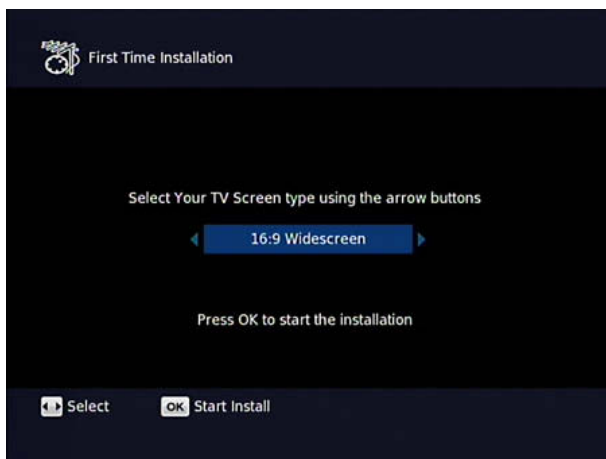 First Time Installation
Select Your TV Screen type using the arrow buttons
16:9 Widescreen
Press OK to start the installation
Select OK Start Install